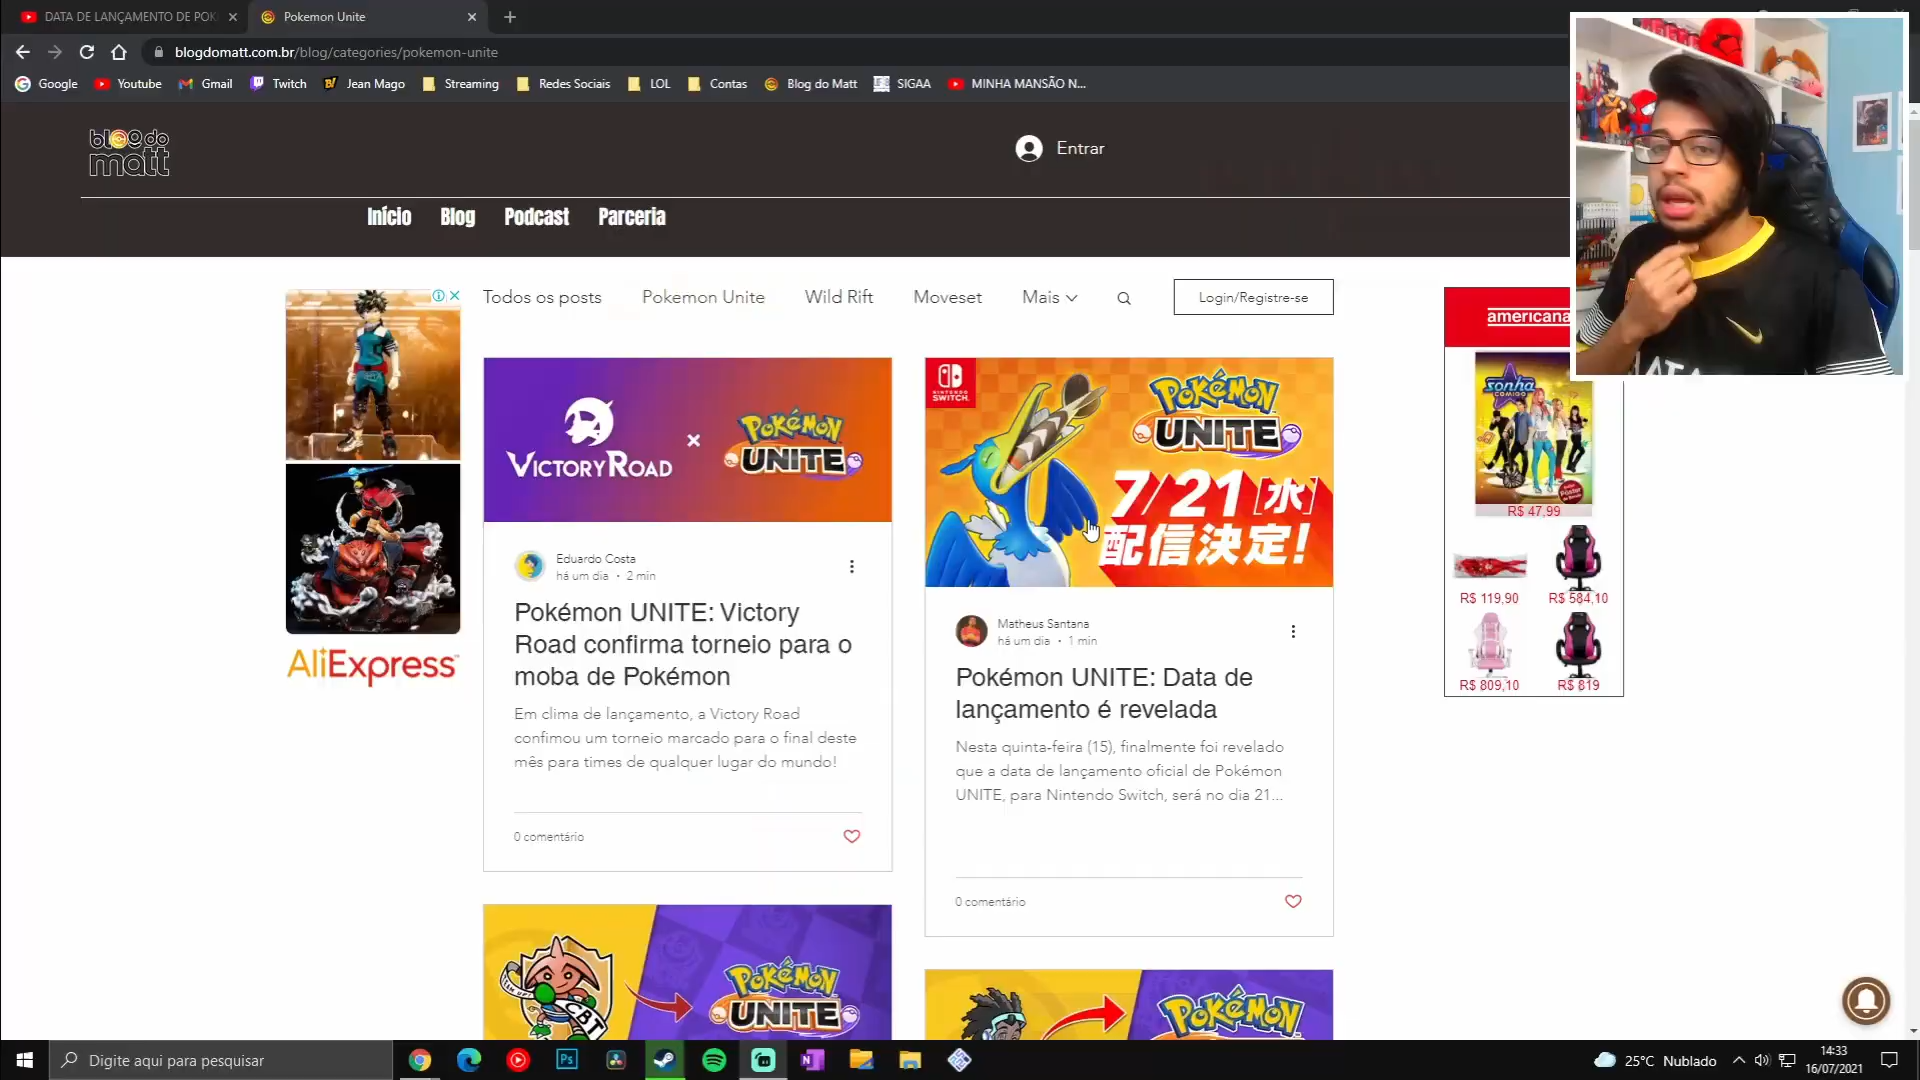 DATA DE LANÇAMENTO DE POK
Pokemon Unite
blogdomatt.com.br/blog/categories/pokemon-unite
Google
Youtube
Gmail
Twitch
Jean Mago
Streaming
Redes Sociais
LOL
Contas
Blog do Matt
SIGAA
MINHA MANSÃO N...
blog do
matt
Entrar
Início
Blog
Podcast
Parceria
Todos os posts
Pokemon Unite
Wild Rift
Moveset
Mais
Login/Registre-se
AliExpress
VICTORY ROAD
×
POKÉMON
UNITE
Eduardo Costa
há um dia · 2 min
Pokémon UNITE: Victory
Road confirma torneio para o
moba de Pokémon
Em clima de lançamento, a Victory Road
confimou um torneio marcado para o final deste
mês para times de qualquer lugar do mundo!
0 comentário
NINTENDO
SWITCH.
POKÉMON
UNITE
7/21[水]
配信決定!
Matheus Santana
há um dia · 1 min
Pokémon UNITE: Data de
lançamento é revelada
Nesta quinta-feira (15), finalmente foi revelado
que a data de lançamento oficial de Pokémon
UNITE, para Nintendo Switch, será no dia 21...
0 comentário
americana
sonha
comigo
R$ 47,99
R$ 119,90
R$ 584,10
R$ 809,10
R$ 819
CBT
POKÉMON
UNITE
POKÉMON
UNITE
Digite aqui para pesquisar
25°C Nublado
14:33
16/07/2021